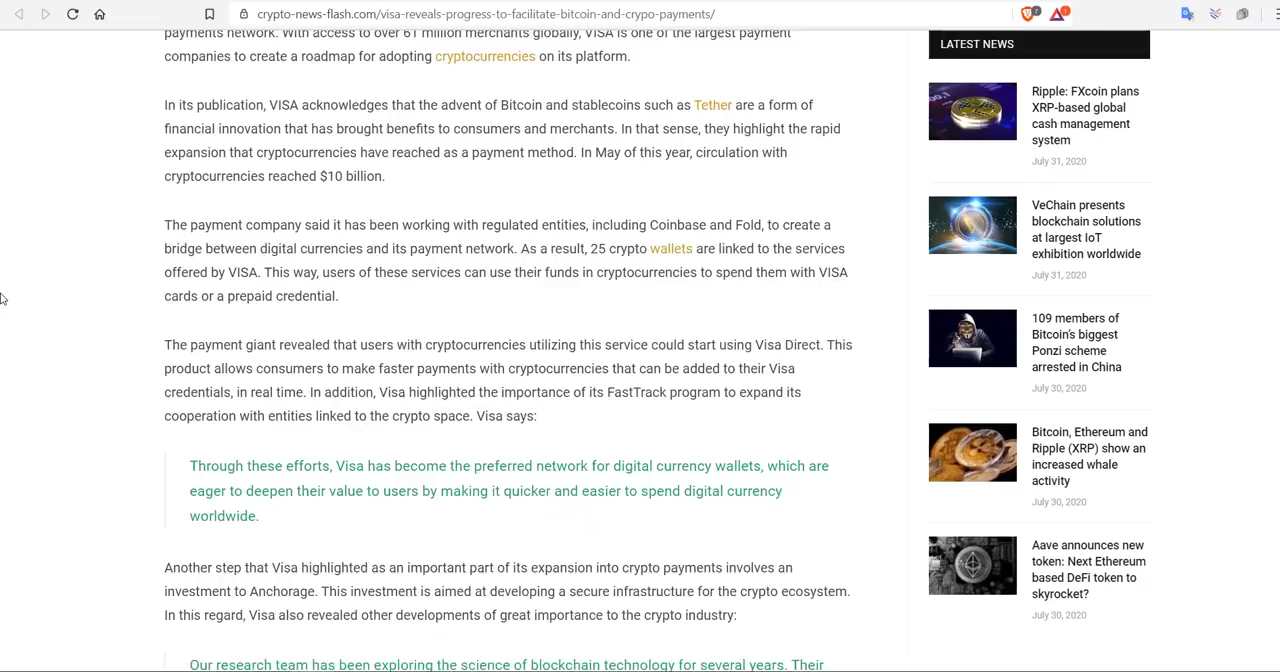 crypto-news-flash.com/visa-reveals-progress-to-facilitate-bitcoin-and-crypo-payments/
7
1
payments network. With access to over 61 million merchants globally, VISA is one of the largest payment
companies to create a roadmap for adopting cryptocurrencies on its platform.
In its publication, VISA acknowledges that the advent of Bitcoin and stablecoins such as Tether are a form of
financial innovation that has brought benefits to consumers and merchants. In that sense, they highlight the rapid
expansion that cryptocurrencies have reached as a payment method. In May of this year, circulation with
cryptocurrencies reached $10 billion.
The payment company said it has been working with regulated entities, including Coinbase and Fold, to create a
bridge between digital currencies and its payment network. As a result, 25 crypto wallets are linked to the services
offered by VISA. This way, users of these services can use their funds in cryptocurrencies to spend them with VISA
cards or a prepaid credential.
The payment giant revealed that users with cryptocurrencies utilizing this service could start using Visa Direct. This
product allows consumers to make faster payments with cryptocurrencies that can be added to their Visa
credentials, in real time. In addition, Visa highlighted the importance of its FastTrack program to expand its
cooperation with entities linked to the crypto space. Visa says:
Through these efforts, Visa has become the preferred network for digital currency wallets, which are
eager to deepen their value to users by making it quicker and easier to spend digital currency
worldwide.
Another step that Visa highlighted as an important part of its expansion into crypto payments involves an
investment to Anchorage. This investment is aimed at developing a secure infrastructure for the crypto ecosystem.
In this regard, Visa also revealed other developments of great importance to the crypto industry:
Our research team has been exploring the science of blockchain technology for several years. Their
LATEST NEWS
Ripple: FXcoin plans
XRP-based global
cash management
system
July 31, 2020
VeChain presents
blockchain solutions
at largest IoT
exhibition worldwide
July 31, 2020
109 members of
Bitcoin's biggest
Ponzi scheme
arrested in China
July 30, 2020
Bitcoin, Ethereum and
Ripple (XRP) show an
increased whale
activity
July 30, 2020
Aave announces new
token: Next Ethereum
based DeFi token to
skyrocket?
July 30, 2020